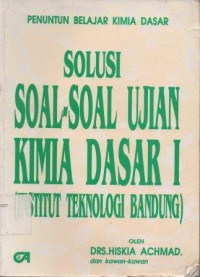 PENUNTUN BELAJAR KIMIA DASAR
SOLUSI
SOAL-SOAL UJIAN
KIMIA DASAR I
TEKNOLOGI BANDUNG)
OLEH
DRS.HISKIA ACHMAD.
dan kawan-kawan